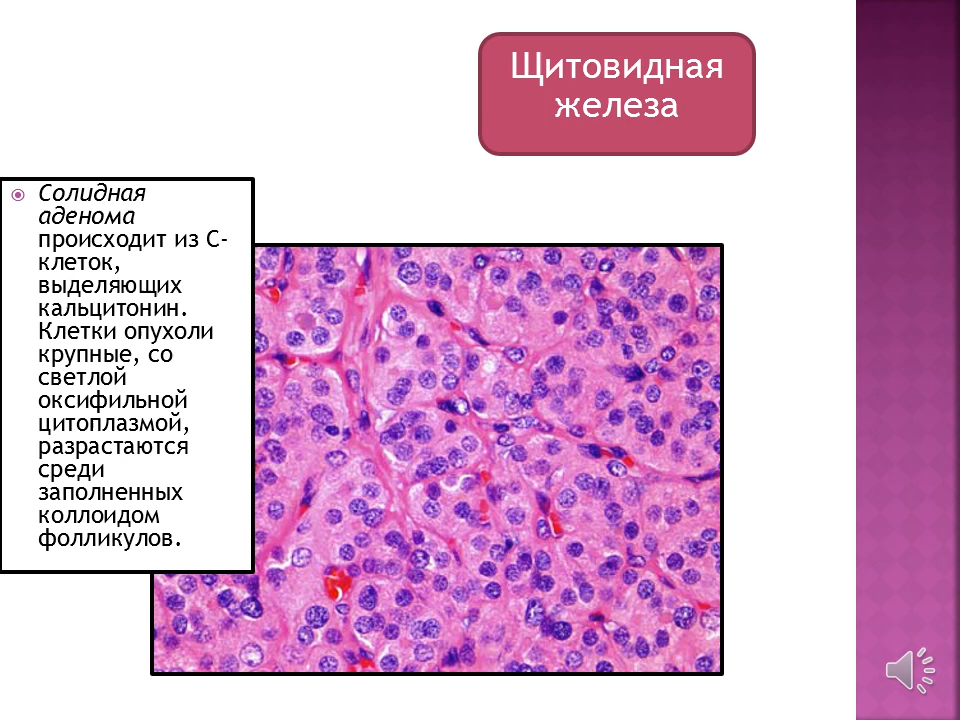 Щитовидная
железа
Солидная
аденома
происходит из С-
клеток,
выделяющих
кальцитонин.
Клетки опухоли
крупные, со
светлой
оксифильной
цитоплазмой,
разрастаются
среди
заполненных
коллоидом
фолликулов.